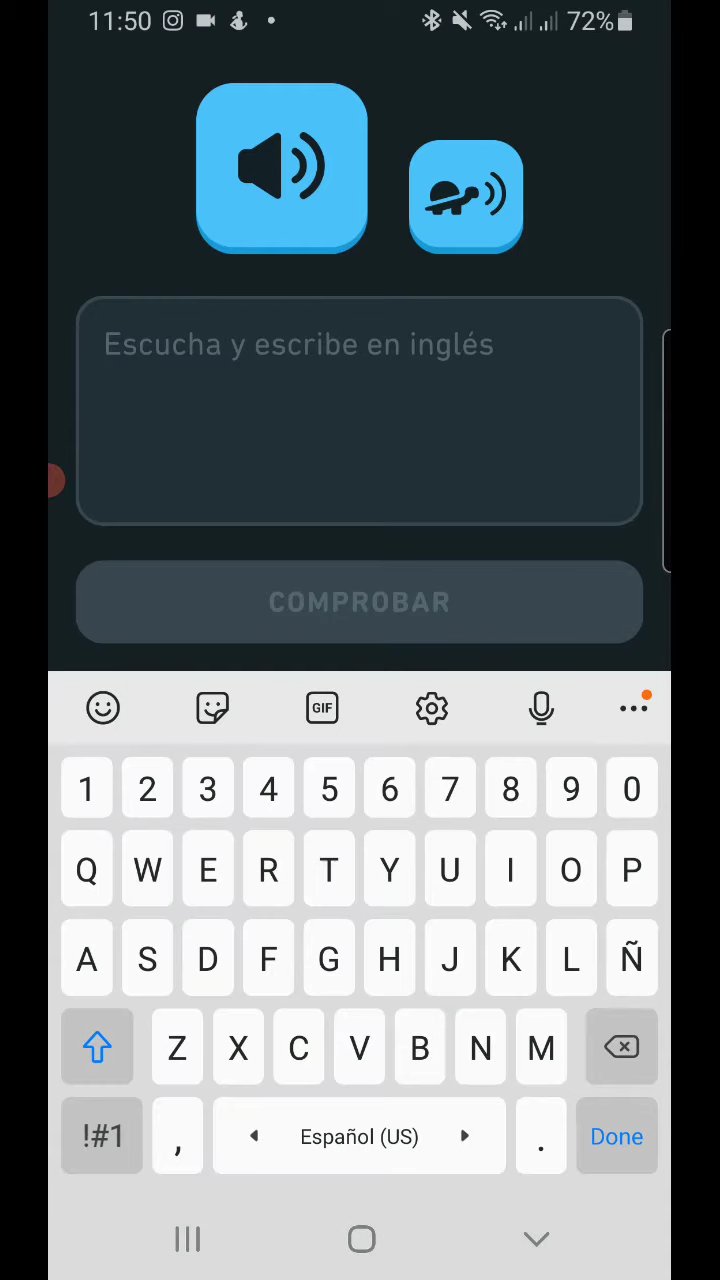 11:50 72%
Escucha y escribe en inglés
COMPROBAR
GIF
1 2 3 4 5 6 7 8 9 0
Q W E R T Y U I O P
A S D F G H J K L Ñ
Z X C V B N M
!#1 , Español (US) . Done